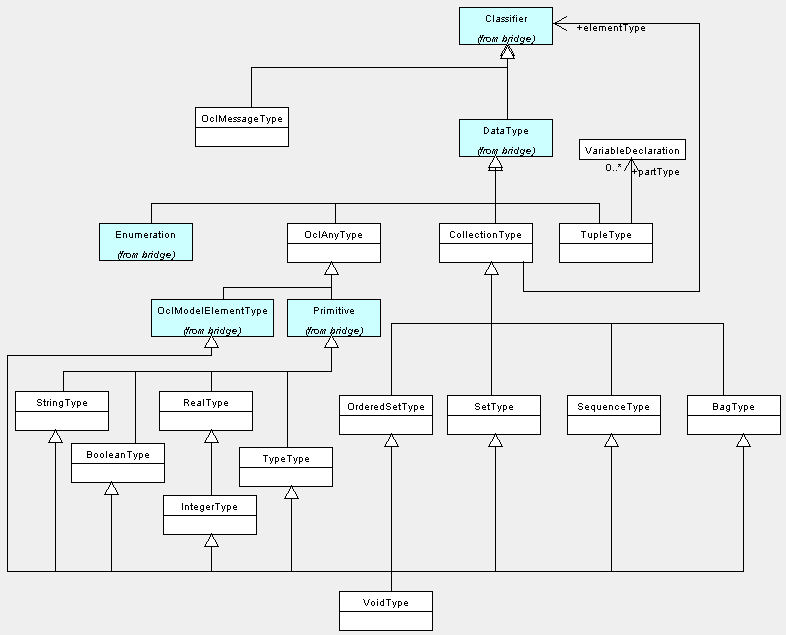 Classifier
(from bridge)
+elementType
OclMessageType
DataType
(from bridge)
VariableDeclaration
0..*
+partType
Enumeration
(from bridge)
OclAnyType
CollectionType
TupleType
OclModelElementType
(from bridge)
Primitive
(from bridge)
StringType
RealType
OrderedSetType
SetType
SequenceType
BagType
BooleanType
TypeType
IntegerType
VoidType